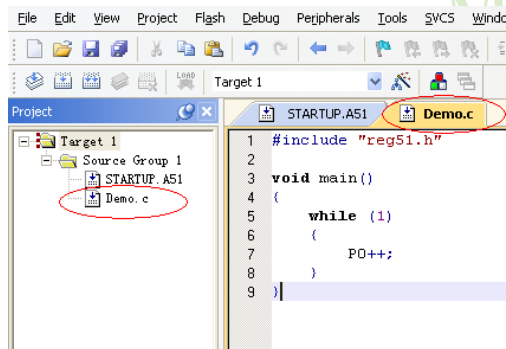 File Edit View Project Flash Debug Peripherals Tools SVCS Windo
LOAD Target 1
Project
STARTUP.A51 Demo.c
Target 1
Source Group 1
STARTUP.A51
Demo.c
1 #include "reg51.h"
2
3 void main()
4 {
5 while (1)
6 {
7 P0++;
8 }
9 }